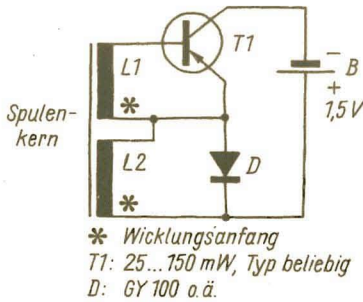 L1
T1
−
B
+
1,5V
Spulen-
kern
L2
D
* Wicklungsanfang
T1: 25...150 mW, Typ beliebig
D: GY 100 o.ä.